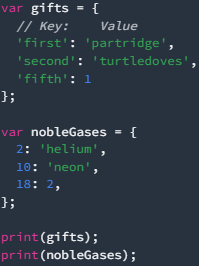 var gifts = {
  // Key:    Value
  'first': 'partridge',
  'second': 'turtledoves',
  'fifth': 1
};

var nobleGases = {
  2: 'helium',
  10: 'neon',
  18: 2,
};

print(gifts);
print(nobleGases);